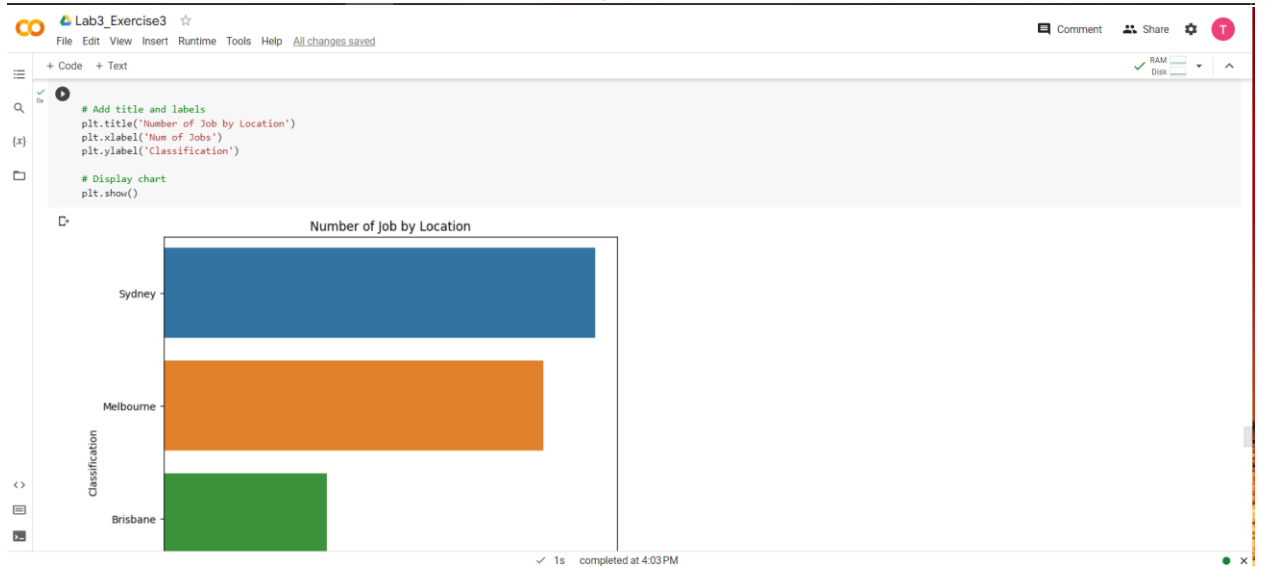 Lab3_Exercise3
Comment Share T
File Edit View Insert Runtime Tools Help All changes saved
+ Code + Text
RAM
Disk
0s
# Add title and labels
plt.title('Number of Job by Location')
plt.xlabel('Num of Jobs')
plt.ylabel('Classification')
{x}
# Display chart
plt.show()
Number of Job by Location
Sydney
Melbourne
Classification
Brisbane
1s completed at 4:03 PM